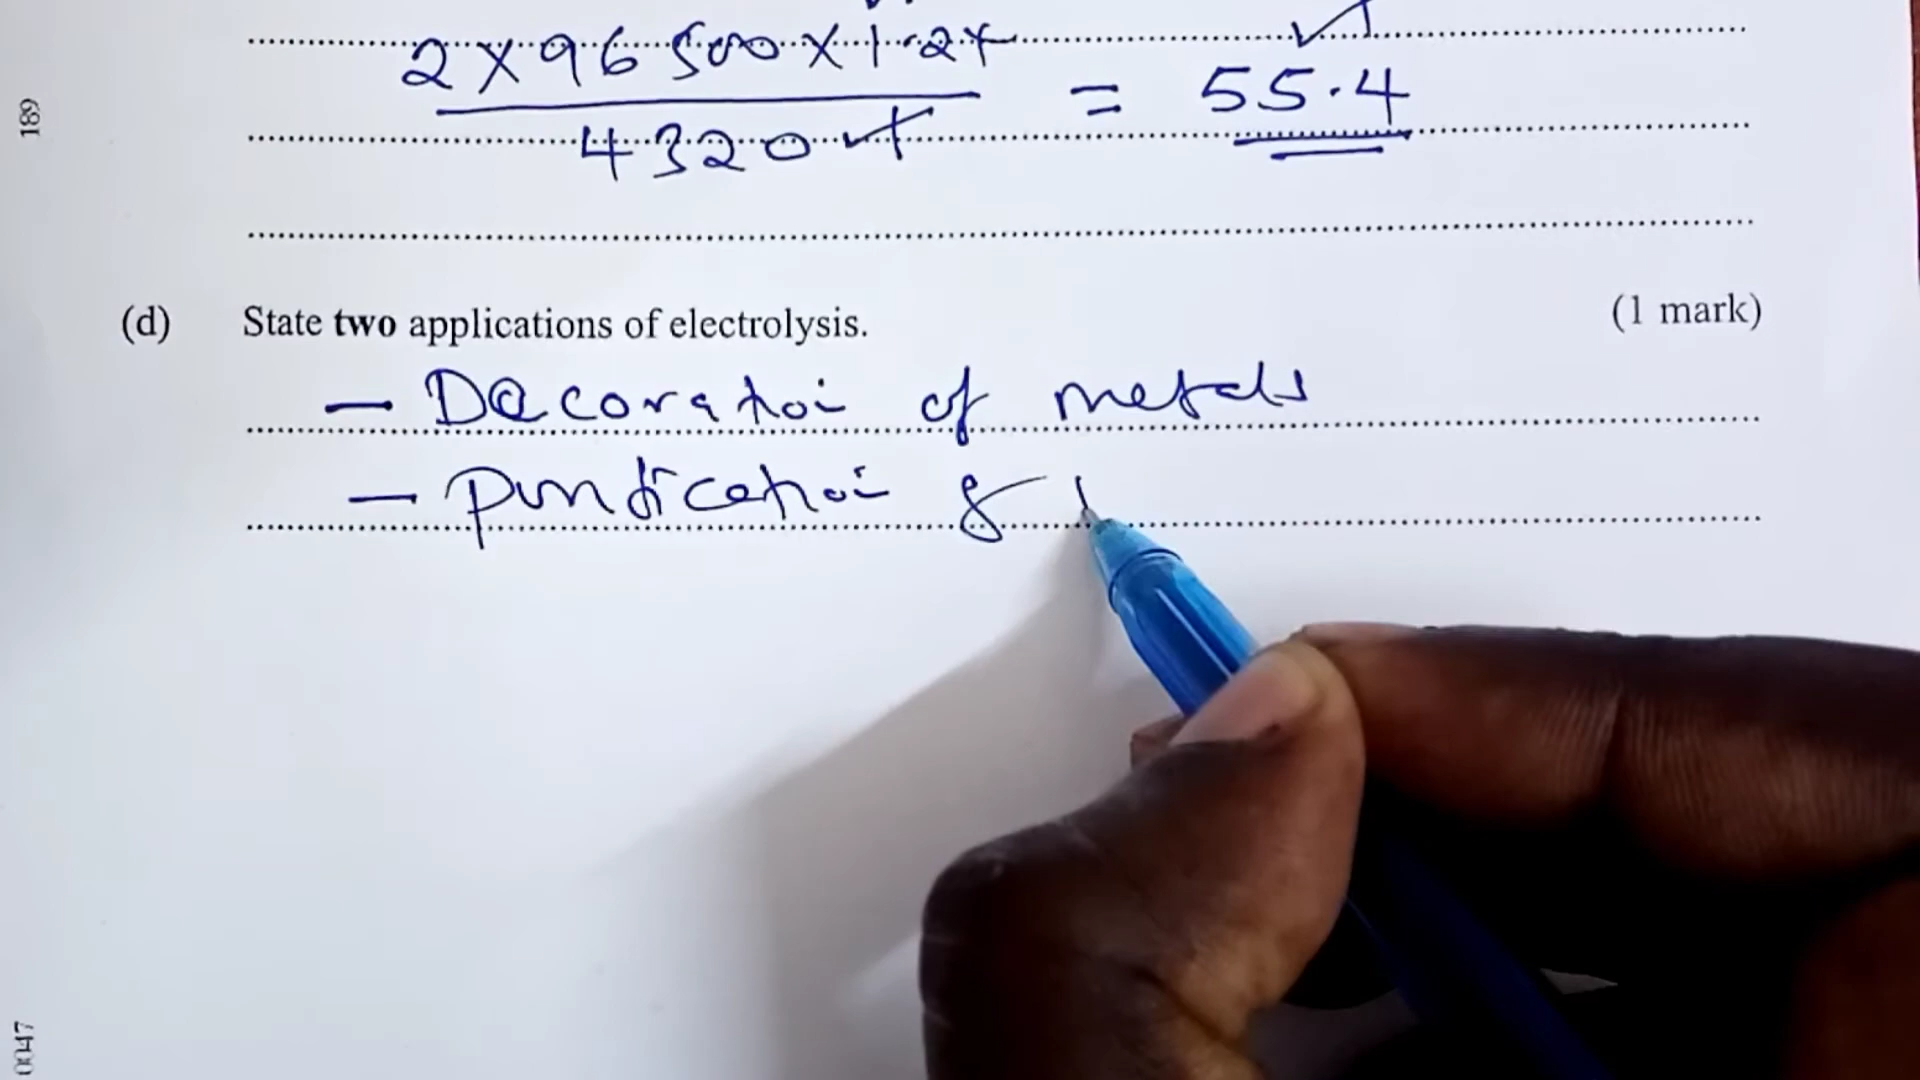 2 X 96500 X 1.24
= 55.4
4320
189
(d) State two applications of electrolysis. (1 mark)
- Decoration of metals
- Purification of
0047